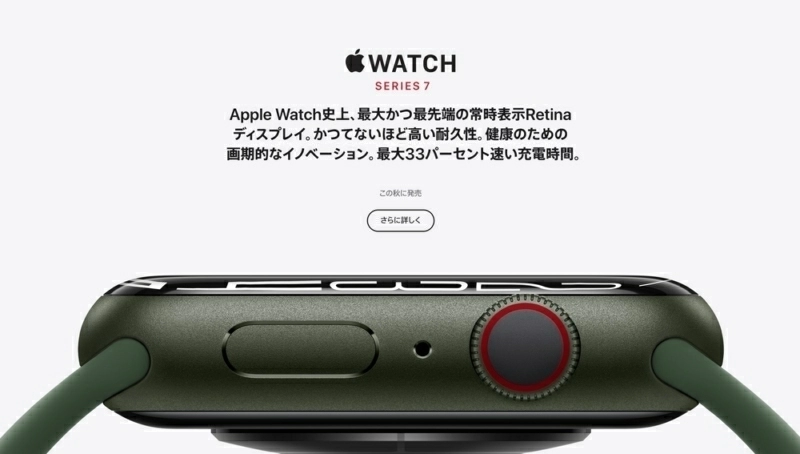 WATCH
SERIES 7
Apple Watch史上、最大かつ最先端の常時表示Retina
ディスプレイ。かつてないほど高い耐久性。健康のための
画期的なイノベーション。最大33パーセント速い充電時間。
この秋に発売
さらに詳しく